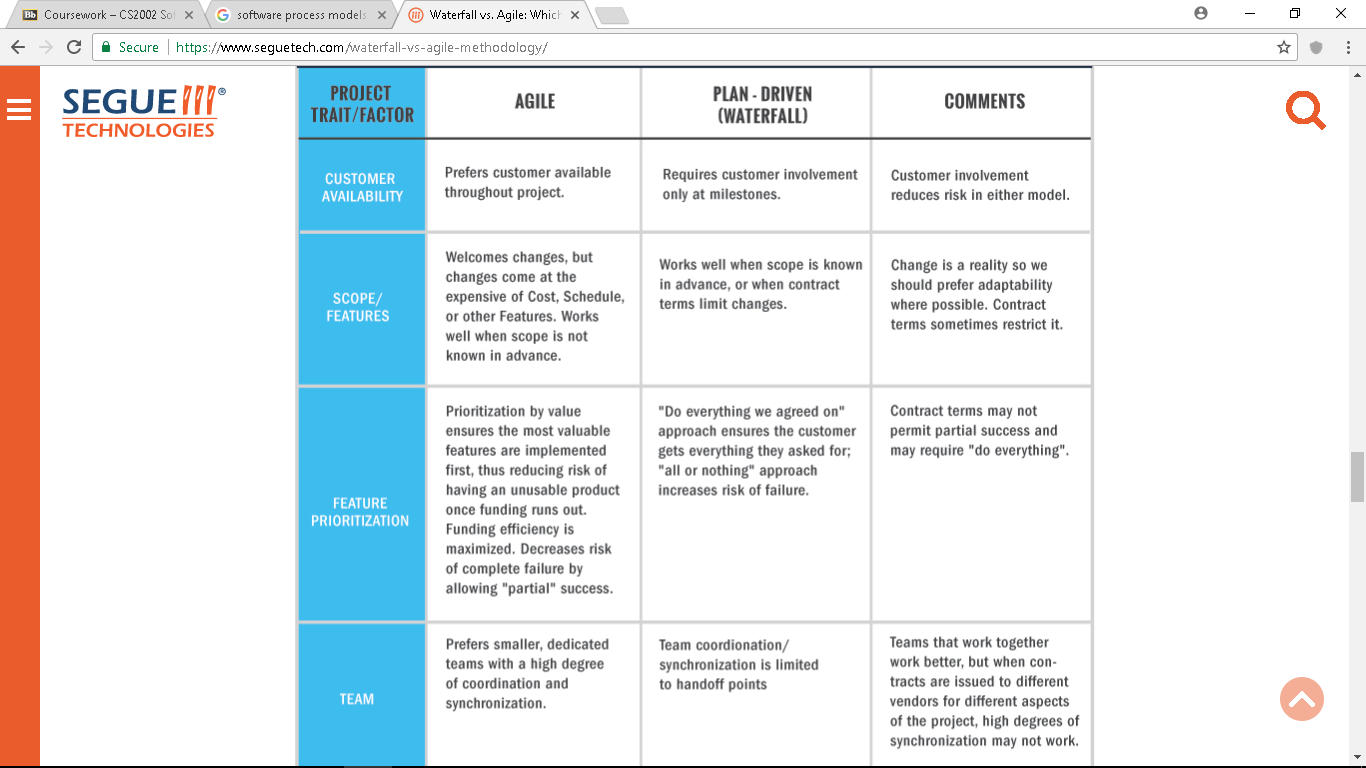 Coursework – CS2002 Sof
software process models
Waterfall vs. Agile: Which
Secure
https://www.seguetech.com/waterfall-vs-agile-methodology/
SEGUE ®
TECHNOLOGIES
PROJECT
TRAIT/FACTOR
AGILE
PLAN - DRIVEN
(WATERFALL)
COMMENTS
CUSTOMER
AVAILABILITY
Prefers customer available
throughout project.
Requires customer involvement
only at milestones.
Customer involvement
reduces risk in either model.
SCOPE/
FEATURES
Welcomes changes, but
changes come at the
expensive of Cost, Schedule,
or other Features. Works
well when scope is not
known in advance.
Works well when scope is known
in advance, or when contract
terms limit changes.
Change is a reality so we
should prefer adaptability
where possible. Contract
terms sometimes restrict it.
FEATURE
PRIORITIZATION
Prioritization by value
ensures the most valuable
features are implemented
first, thus reducing risk of
having an unusable product
once funding runs out.
Funding efficiency is
maximized. Decreases risk
of complete failure by
allowing "partial" success.
"Do everything we agreed on"
approach ensures the customer
gets everything they asked for;
"all or nothing" approach
increases risk of failure.
Contract terms may not
permit partial success and
may require "do everything".
TEAM
Prefers smaller, dedicated
teams with a high degree
of coordination and
synchronization.
Team coordionation/
synchronization is limited
to handoff points
Teams that work together
work better, but when con-
tracts are issued to different
vendors for different aspects
of the project, high degrees of
synchronization may not work.